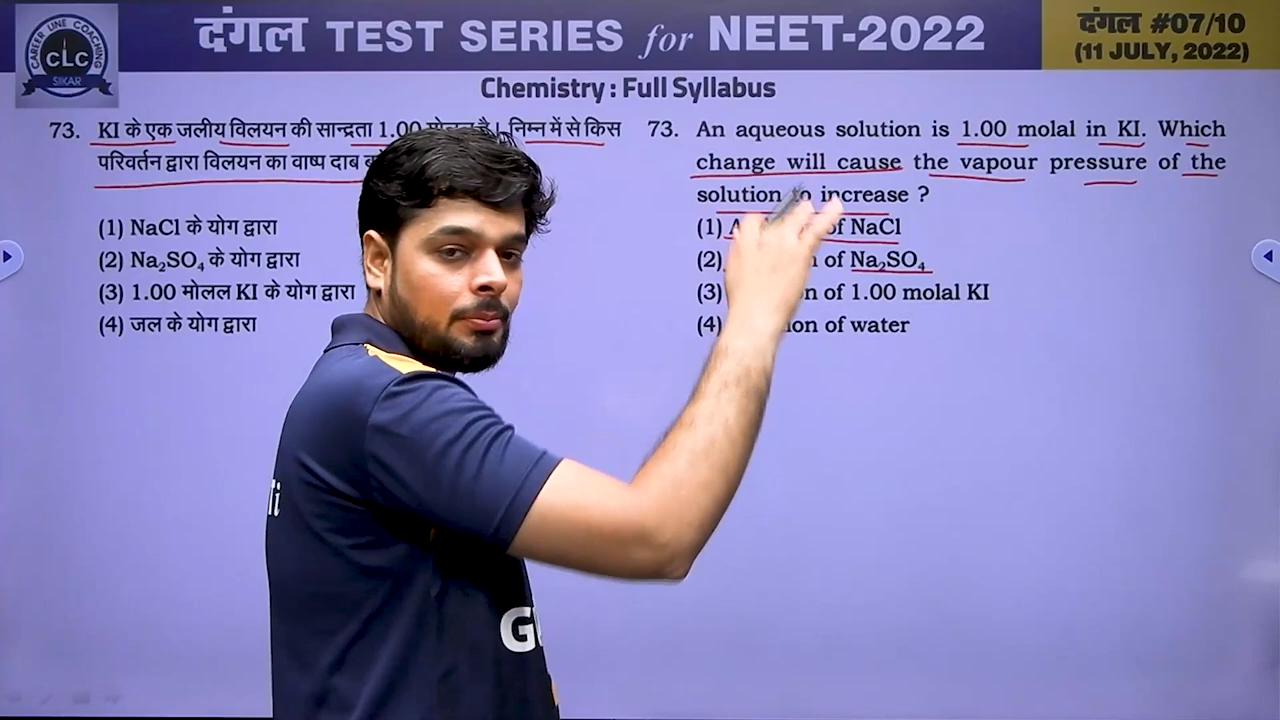 CAREER LINE COACHING
CLC
SIKAR
दंगल TEST SERIES for NEET-2022
दंगल #07/10
(11 JULY, 2022)
Chemistry : Full Syllabus
73. KI के एक जलीय विलयन की सान्द्रता 1.00 है। निम्न में से किस
परिवर्तन द्वारा विलयन का वाष्प दाब
(1) NaCl के योग द्वारा
(2) Na₂SO₄ के योग द्वारा
(3) 1.00 मोलल KI के योग द्वारा
(4) जल के योग द्वारा
73. An aqueous solution is 1.00 molal in KI. Which
change will cause the vapour pressure of the
solution to increase ?
(1) of NaCl
(2) of Na₂SO₄
(3) of 1.00 molal KI
(4) of water